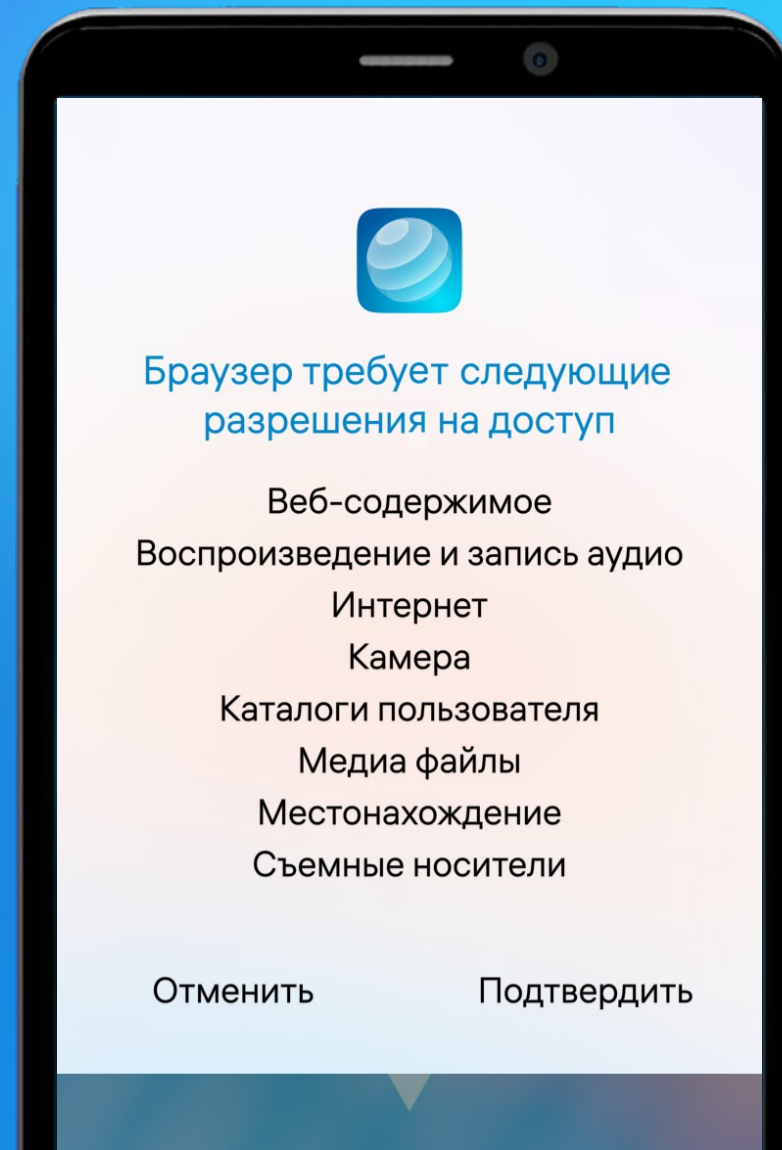 Браузер требует следующие
разрешения на доступ
Веб-содержимое
Воспроизведение и запись аудио
Интернет
Камера
Каталоги пользователя
Медиа файлы
Местонахождение
Съемные носители
Отменить Подтвердить